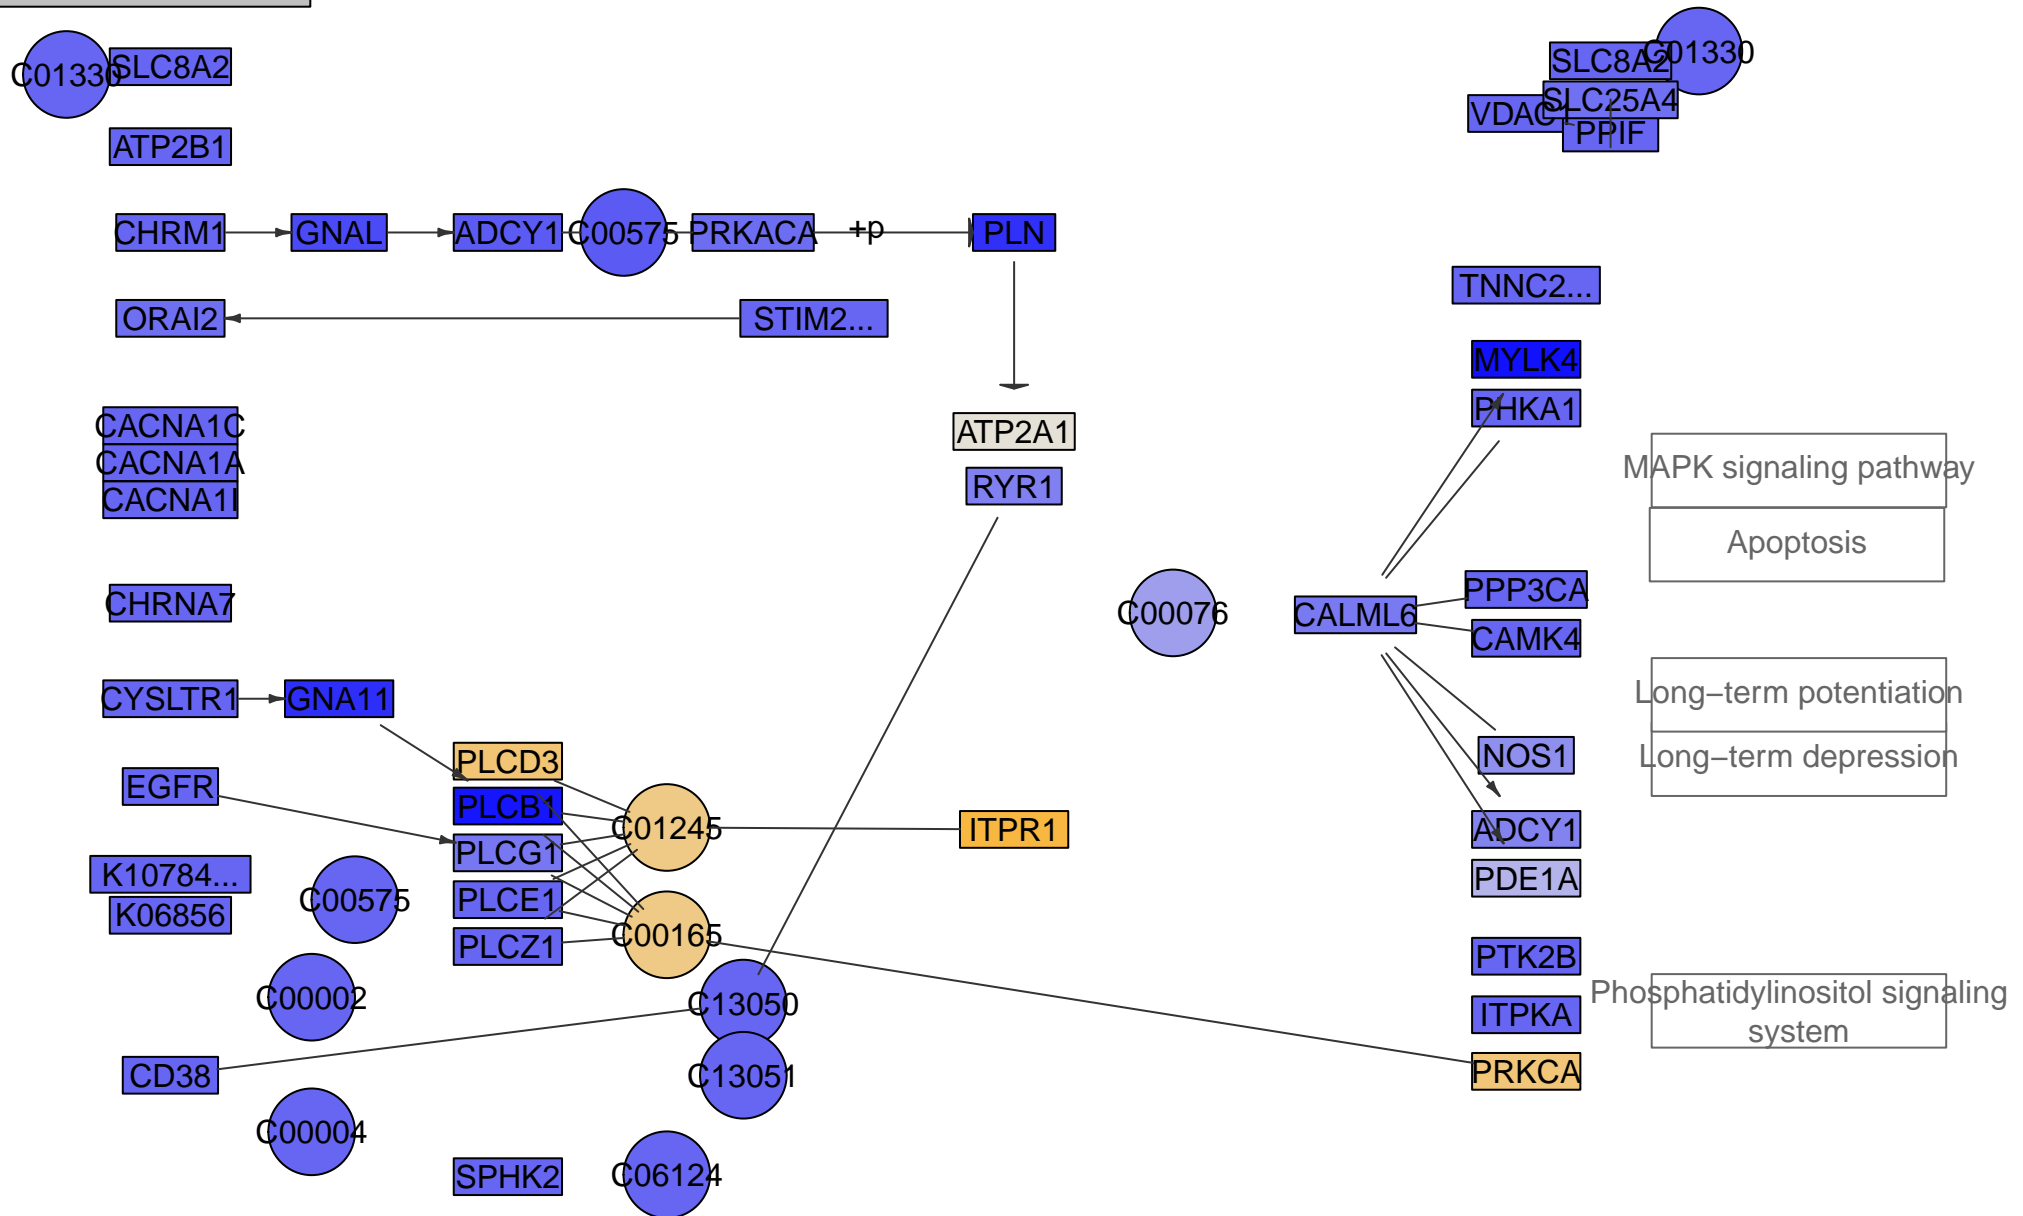 C01330
SLC8A2
ATP2B1
CHRM1
GNAL
ADCY1
C00575
PRKACA
+p
PLN
ORAI2
STIM2...
CACNA1C
CACNA1A
CACNA1I
ATP2A1
RYR1
CHRNA7
CYSLTR1
GNA11
EGFR
PLCD3
PLCB1
PLCG1
PLCE1
PLCZ1
C01245
C00165
ITPR1
K10784...
K06856
C00575
C00002
CD38
C00004
C13050
C13051
SPHK2
C06124
SLC8A2
C01330
VDAC1
SLC25A4
PPIF
TNNC2...
MYLK4
PHKA1
C00076
CALML6
PPP3CA
CAMK4
NOS1
ADCY1
PDE1A
PTK2B
ITPKA
PRKCA
MAPK signaling pathway
Apoptosis
Long−term potentiation
Long−term depression
Phosphatidylinositol signaling
system